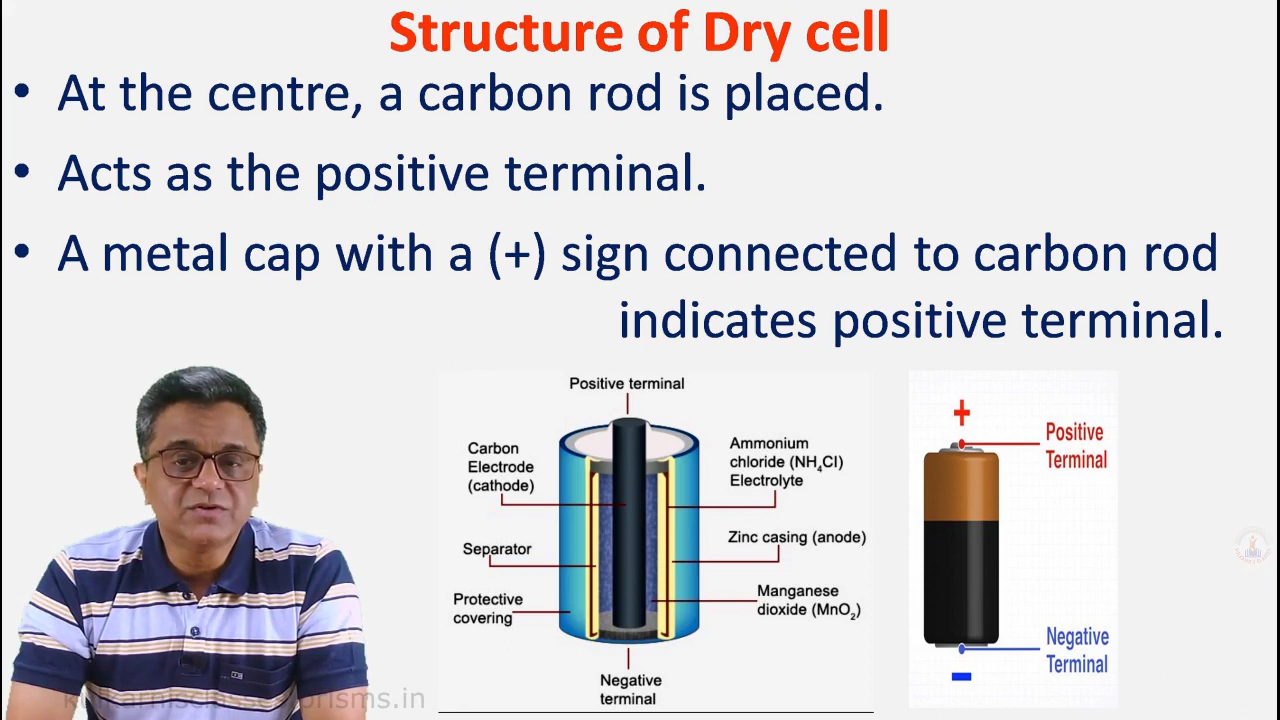 Structure of Dry cell
• At the centre, a carbon rod is placed.
• Acts as the positive terminal.
• A metal cap with a (+) sign connected to carbon rod
indicates positive terminal.
Positive terminal
Carbon
Electrode
(cathode)
Separator
Protective
covering
Ammonium
chloride (NH₄Cl)
Electrolyte
Zinc casing (anode)
Manganese
dioxide (MnO₂)
Negative
terminal
+
Positive
Terminal
Negative
Terminal
-